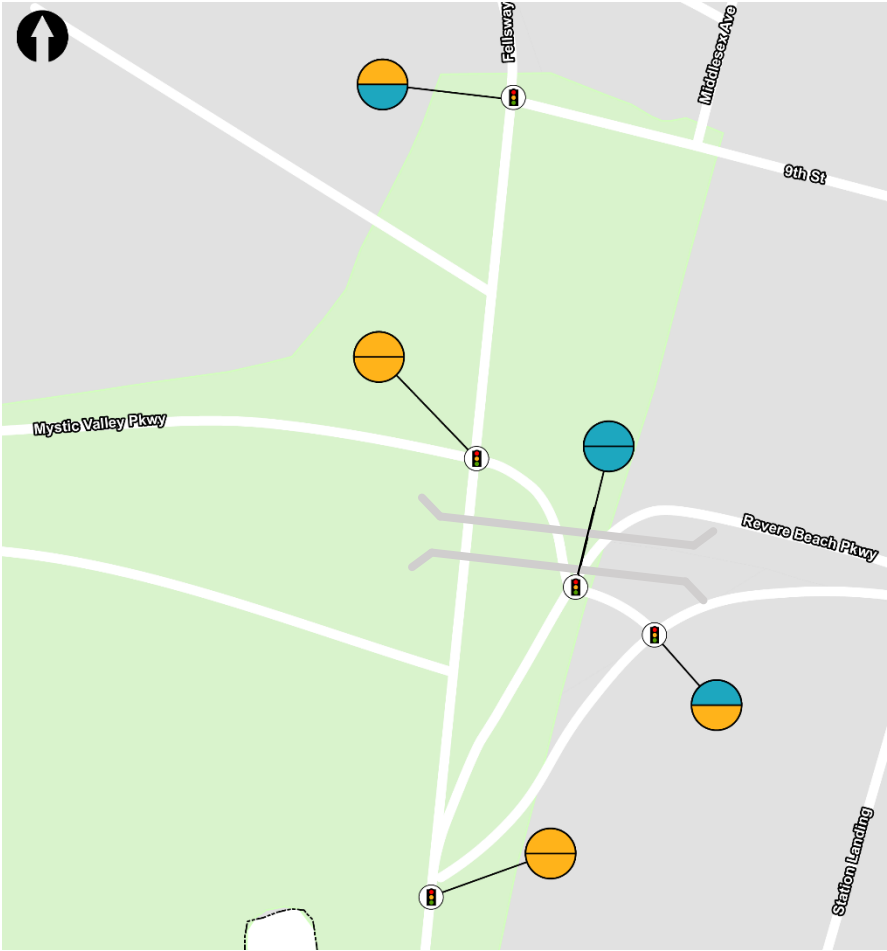 Fellsway
Middlesex Ave
9th St
Mystic Valley Pkwy
Revere Beach Pkwy
Station Landing